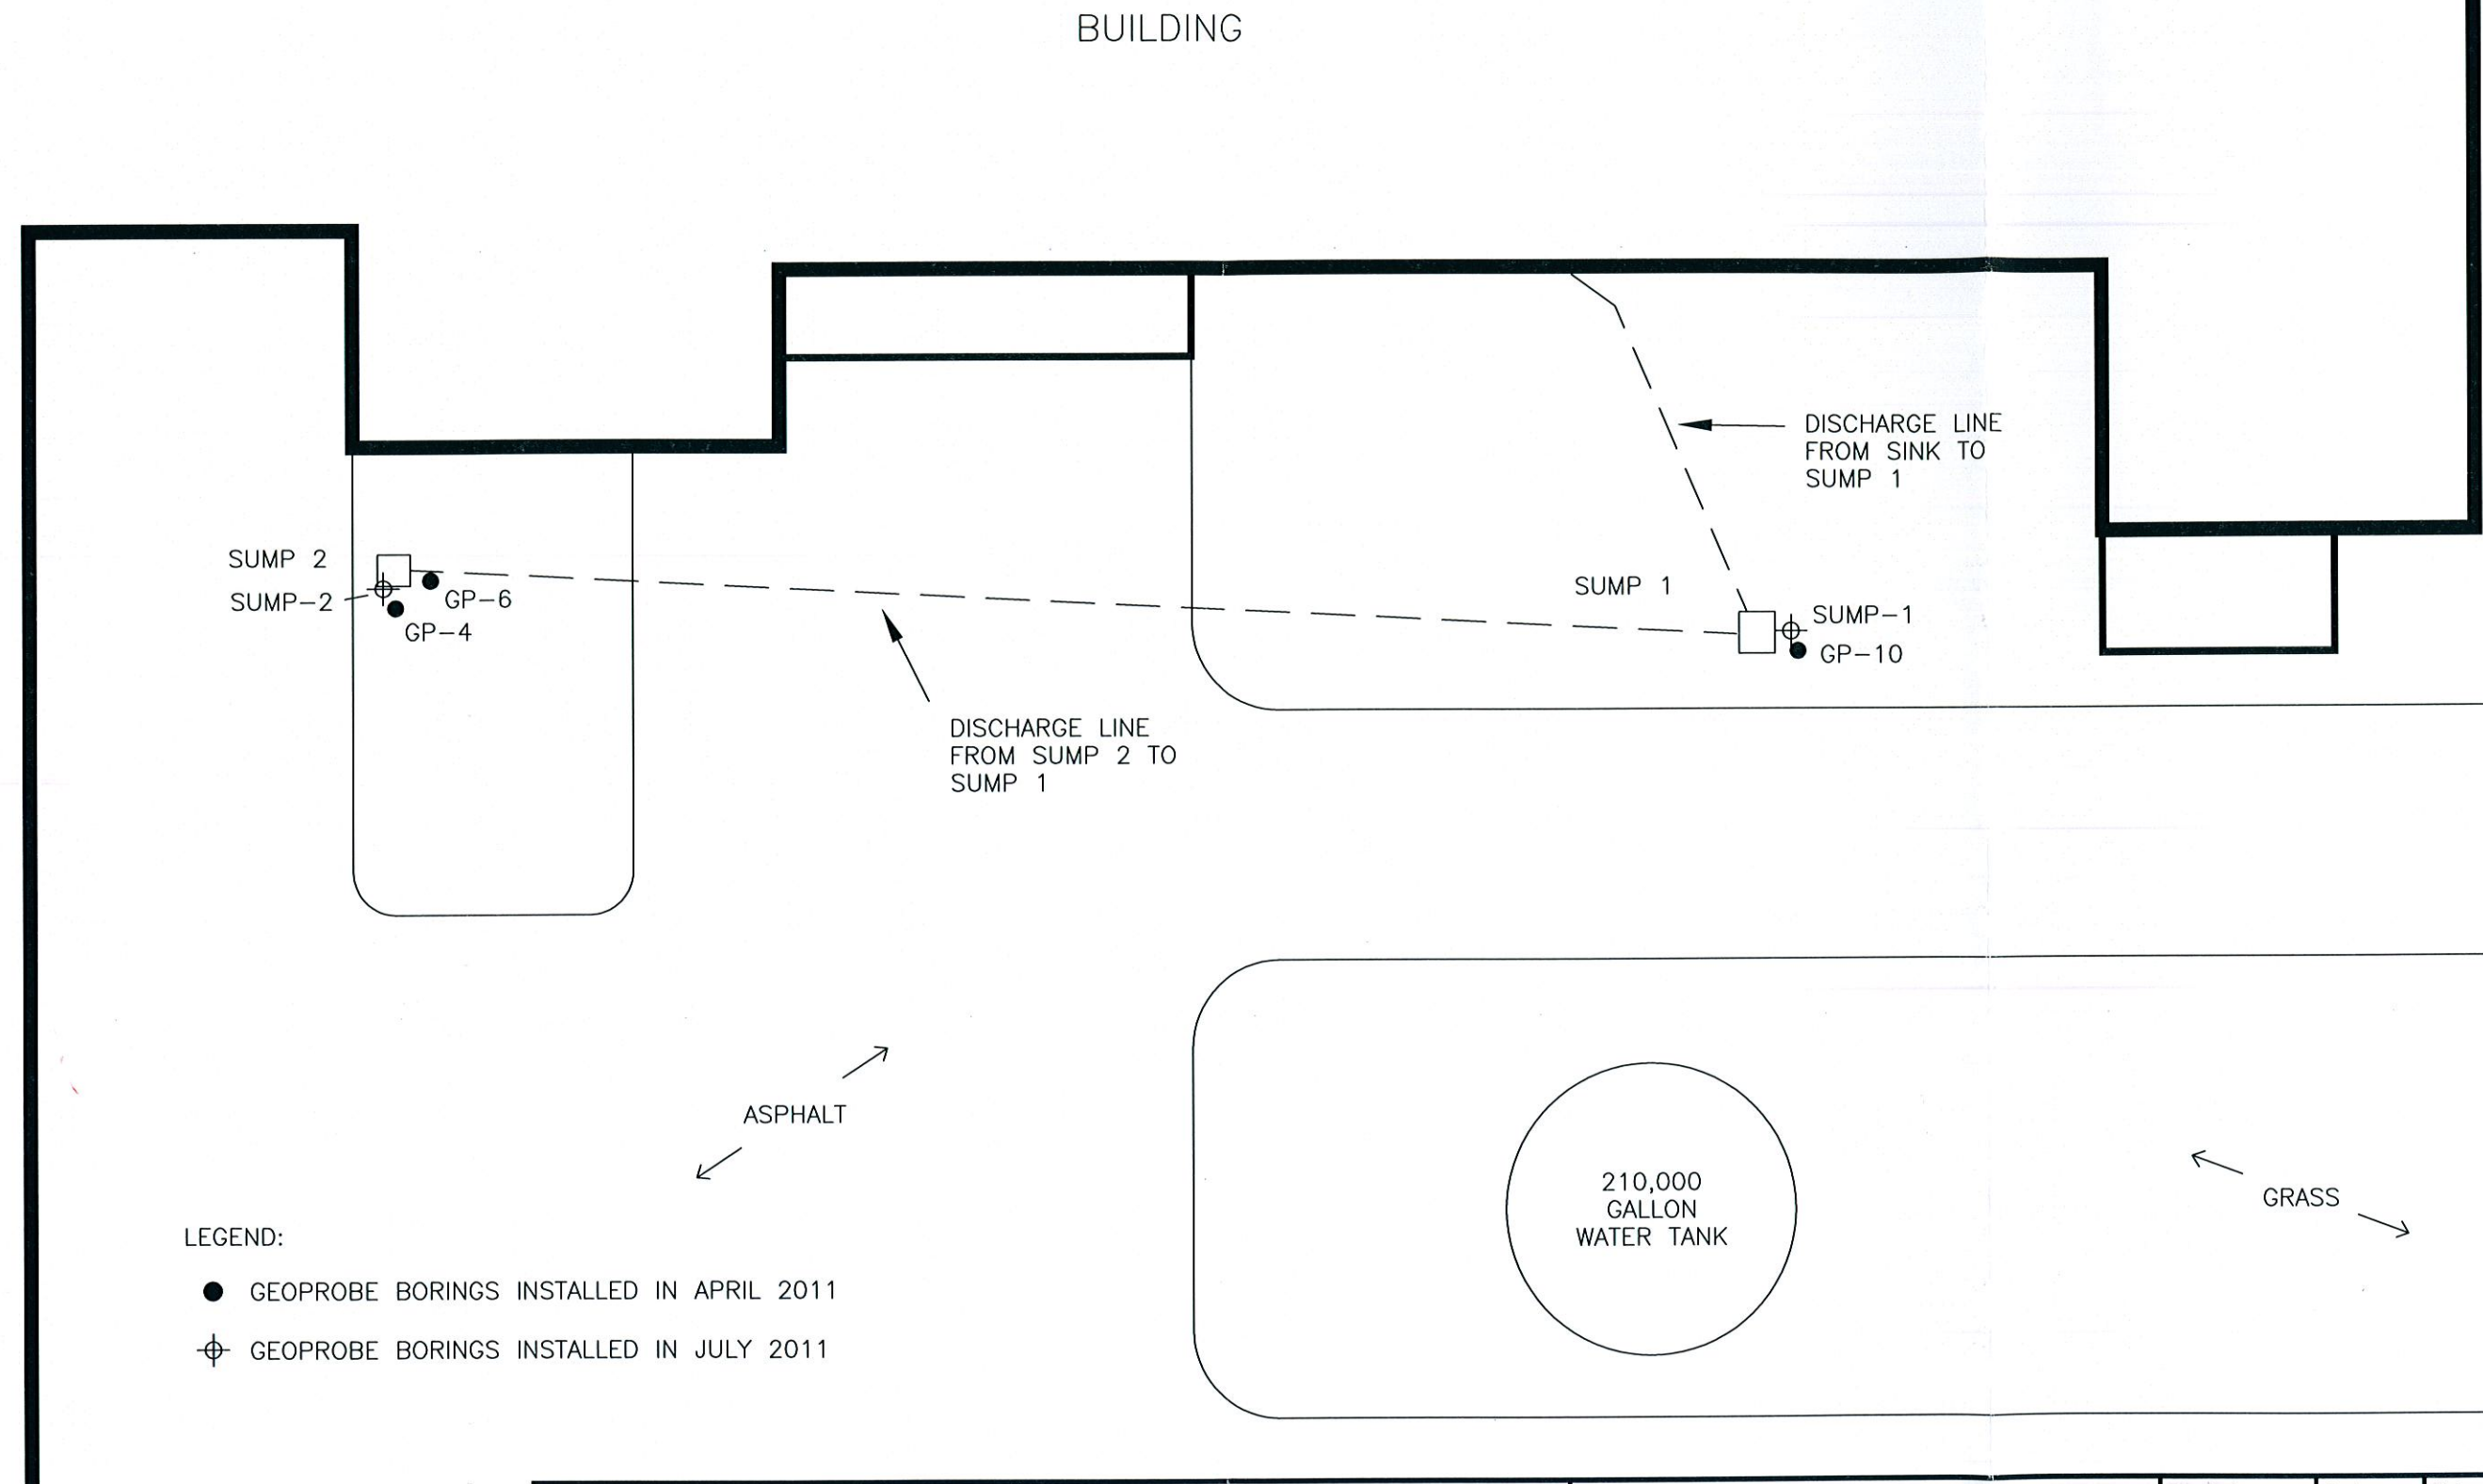 BUILDING
DISCHARGE LINE
FROM SINK TO
SUMP 1
SUMP 2
SUMP-2
GP-6
GP-4
SUMP 1
SUMP-1
GP-10
DISCHARGE LINE
FROM SUMP 2 TO
SUMP 1
ASPHALT
210,000
GALLON
WATER TANK
GRASS
LEGEND:
GEOPROBE BORINGS INSTALLED IN APRIL 2011
GEOPROBE BORINGS INSTALLED IN JULY 2011